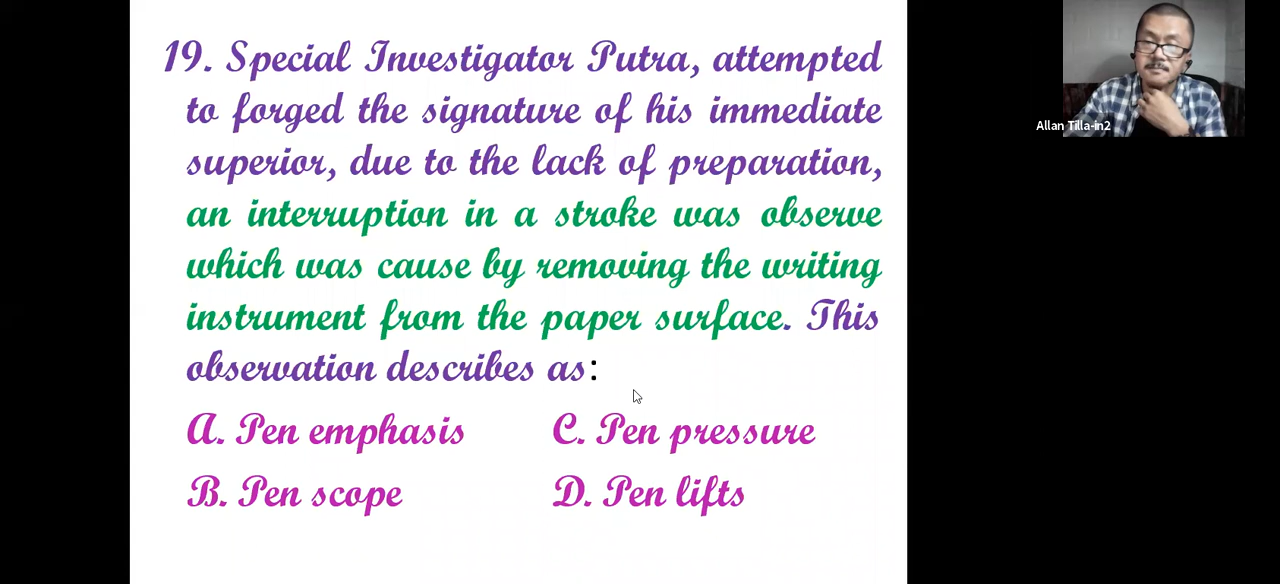 19. Special Investigator Putra, attempted
to forged the signature of his immediate
superior, due to the lack of preparation,
an interruption in a stroke was observe
which was cause by removing the writing
instrument from the paper surface. This
observation describes as:
A. Pen emphasis C. Pen pressure
B. Pen scope D. Pen lifts
Allan Tilla-in2